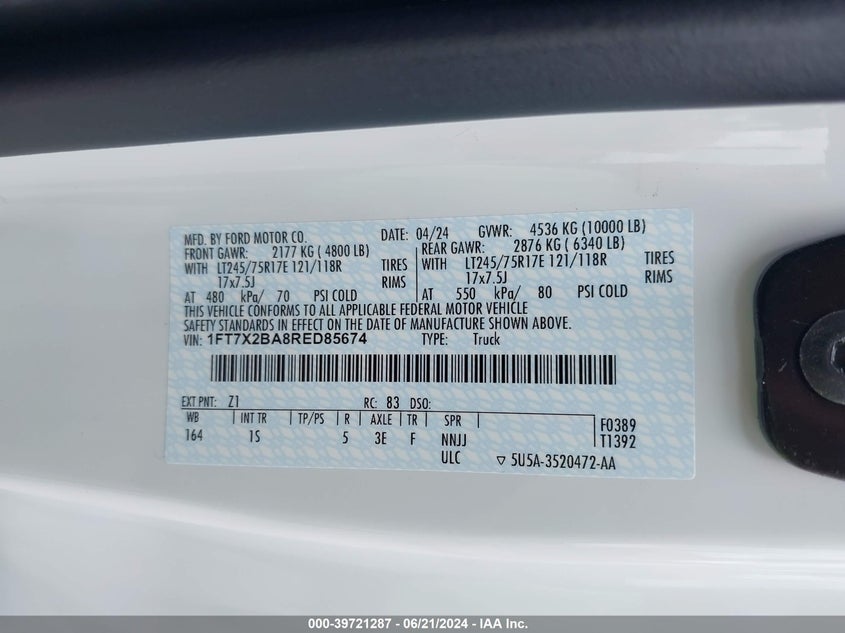 MFD. BY FORD MOTOR CO. DATE: 04/24 GVWR: 4536 KG (10000 LB)
FRONT GAWR: 2177 KG ( 4800 LB) REAR GAWR: 2876 KG ( 6340 LB)
WITH LT245/75R17E 121/118R TIRES WITH LT245/75R17E 121/118R TIRES
17x7.5J RIMS 17x7.5J RIMS
AT 480 kPa/ 70 PSI COLD AT 550 kPa/ 80 PSI COLD
THIS VEHICLE CONFORMS TO ALL APPLICABLE FEDERAL MOTOR VEHICLE
SAFETY STANDARDS IN EFFECT ON THE DATE OF MANUFACTURE SHOWN ABOVE.
VIN: 1FT7X2BA8RED85674 TYPE: Truck
EXT PNT: Z1 RC: 83 DSO:
WB INT TR TP/PS R AXLE TR SPR F0389
164 1S 5 3E F NNJJ T1392
ULC ▽ 5U5A-3520472-AA
000-39721287 - 06/21/2024 - IAA Inc.